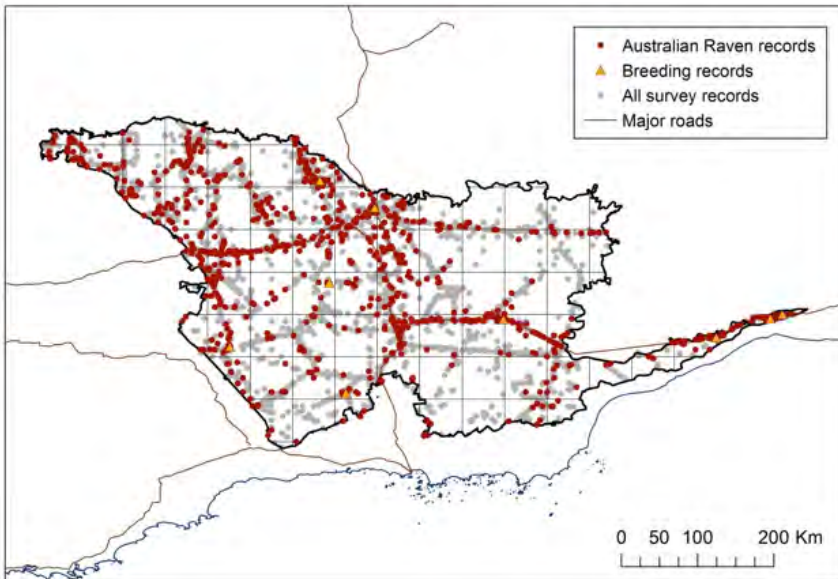 Australian Raven records
Breeding records
All survey records
Major roads
0 50 100 200 Km